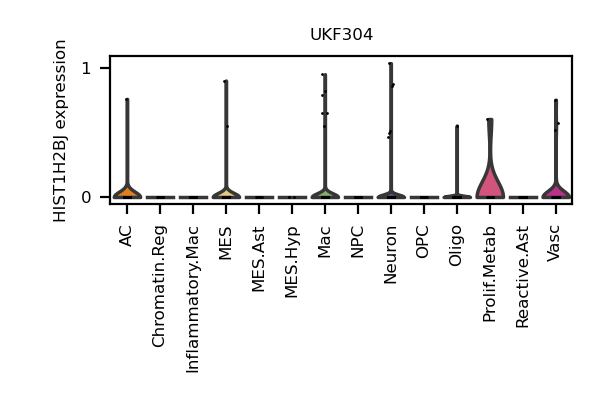 UKF304
HIST1H2BJ expression
1
0
AC
Chromatin.Reg
Inflammatory.Mac
MES
MES.Ast
MES.Hyp
Mac
NPC
Neuron
OPC
Oligo
Prolif.Metab
Reactive.Ast
Vasc